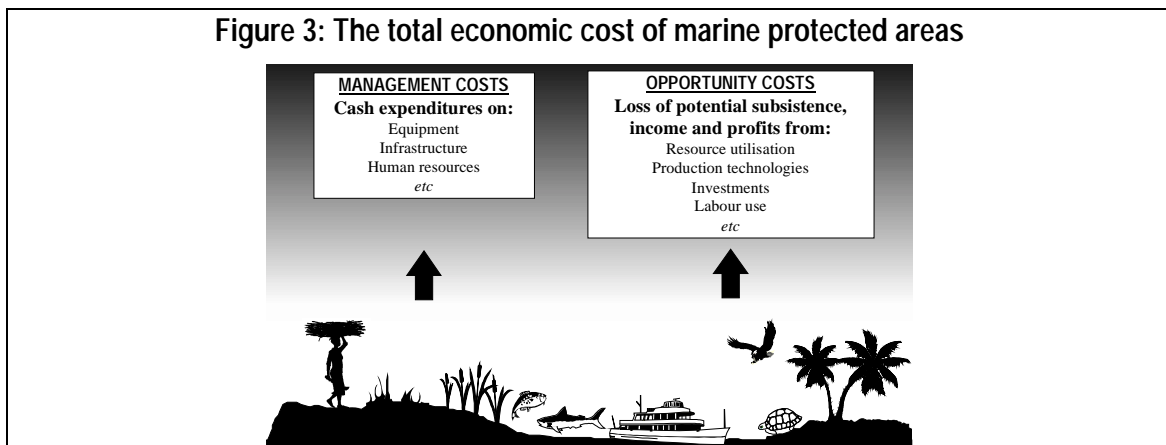 Figure 3: The total economic cost of marine protected areas
MANAGEMENT COSTS
Cash expenditures on:
Equipment
Infrastructure
Human resources
etc
OPPORTUNITY COSTS
Loss of potential subsistence,
income and profits from:
Resource utilisation
Production technologies
Investments
Labour use
etc